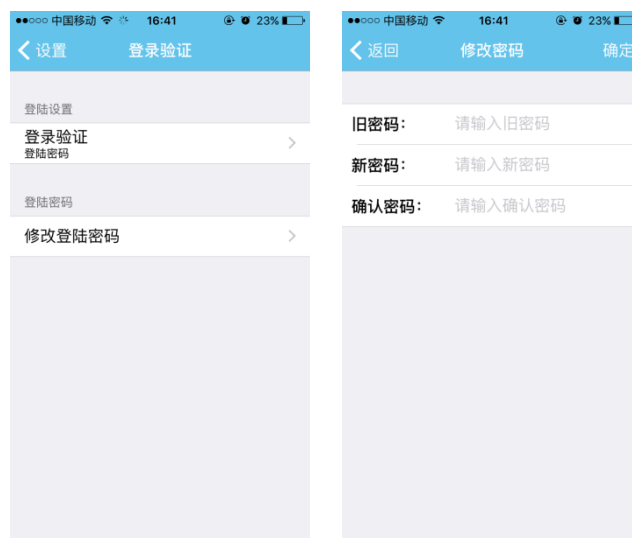 中国移动 16:41 23%
设置 登录验证
登陆设置
登录验证
登陆密码
登陆密码
修改登陆密码
中国移动 16:41 23%
返回 修改密码 确定
旧密码： 请输入旧密码
新密码： 请输入新密码
确认密码： 请输入确认密码